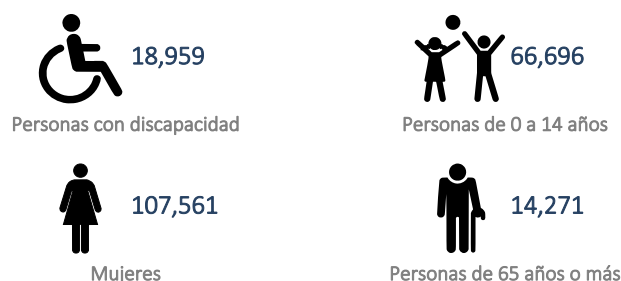 18,959
66,696
Personas con discapacidad
Personas de 0 a 14 años
107,561
14,271
Mujeres
Personas de 65 años o más